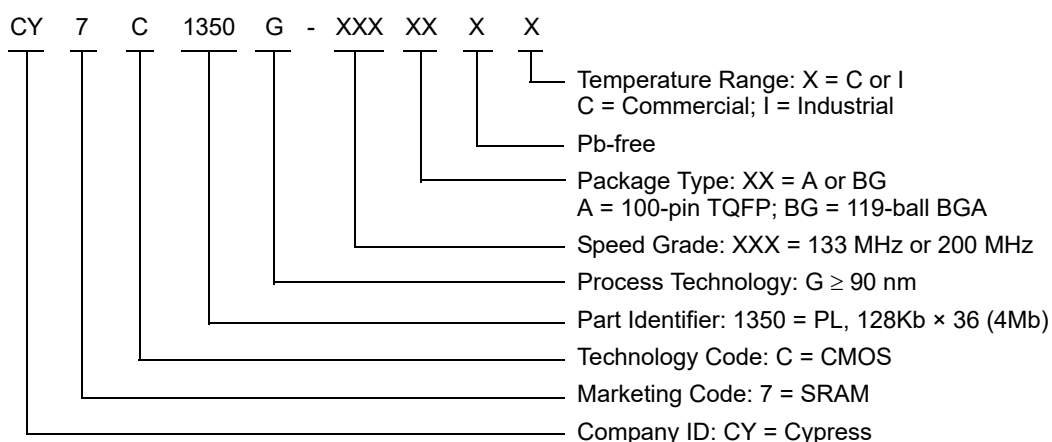 CY 7 C 1350 G - XXX XX X X
Temperature Range: X = C or I
C = Commercial; I = Industrial
Pb-free
Package Type: XX = A or BG
A = 100-pin TQFP; BG = 119-ball BGA
Speed Grade: XXX = 133 MHz or 200 MHz
Process Technology: G ≥ 90 nm
Part Identifier: 1350 = PL, 128Kb × 36 (4Mb)
Technology Code: C = CMOS
Marketing Code: 7 = SRAM
Company ID: CY = Cypress